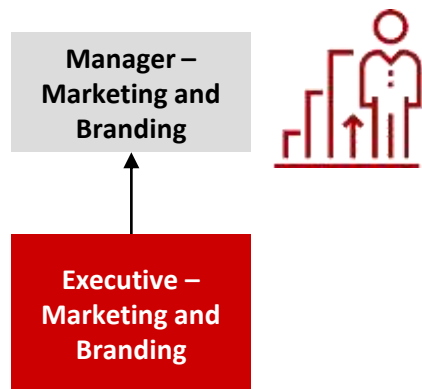 Manager –
Marketing and
Branding
Executive –
Marketing and
Branding